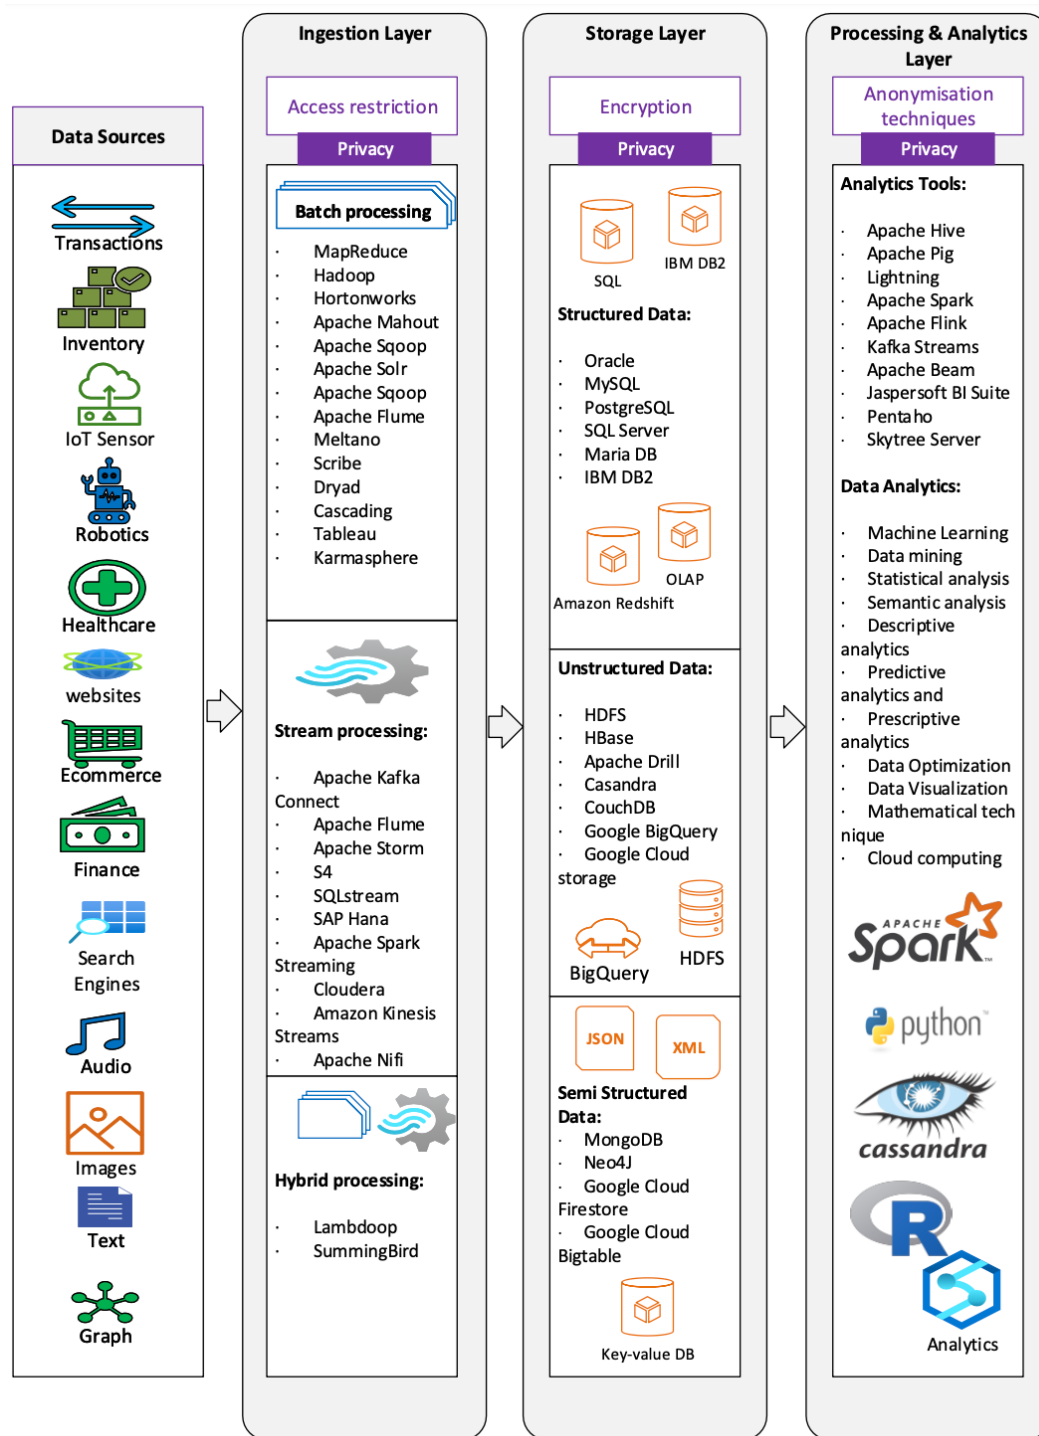 Data Sources
Transactions
Inventory
IoT Sensor
Robotics
Healthcare
websites
Ecommerce
Finance
Search
Engines
Audio
Images
Text
Graph
Ingestion Layer
Access restriction
Privacy
Batch processing
· MapReduce
· Hadoop
· Hortonworks
· Apache Mahout
· Apache Sqoop
· Apache Solr
· Apache Sqoop
· Apache Flume
· Meltano
· Scribe
· Dryad
· Cascading
· Tableau
· Karmasphere
Stream processing:
· Apache Kafka
Connect
· Apache Flume
· Apache Storm
· S4
· SQLstream
· SAP Hana
· Apache Spark
Streaming
· Cloudera
· Amazon Kinesis
Streams
· Apache Nifi
Hybrid processing:
· Lambdoop
· SummingBird
Storage Layer
Encryption
Privacy
SQL
IBM DB2
Structured Data:
· Oracle
· MySQL
· PostgreSQL
· SQL Server
· Maria DB
· IBM DB2
OLAP
Amazon Redshift
Unstructured Data:
· HDFS
· HBase
· Apache Drill
· Casandra
· CouchDB
· Google BigQuery
· Google Cloud
storage
BigQuery
HDFS
JSON
XML
Semi Structured
Data:
· MongoDB
· Neo4J
· Google Cloud
Firestore
· Google Cloud
Bigtable
Key-value DB
Processing & Analytics
Layer
Anonymisation
techniques
Privacy
Analytics Tools:
· Apache Hive
· Apache Pig
· Lightning
· Apache Spark
· Apache Flink
· Kafka Streams
· Apache Beam
· Jaspersoft BI Suite
· Pentaho
· Skytree Server
Data Analytics:
· Machine Learning
· Data mining
· Statistical analysis
· Semantic analysis
· Descriptive
analytics
· Predictive
analytics and
· Prescriptive
analytics
· Data Optimization
· Data Visualization
· Mathematical tech
nique
· Cloud computing
APACHE
Spark™
python™
cassandra
R
Analytics